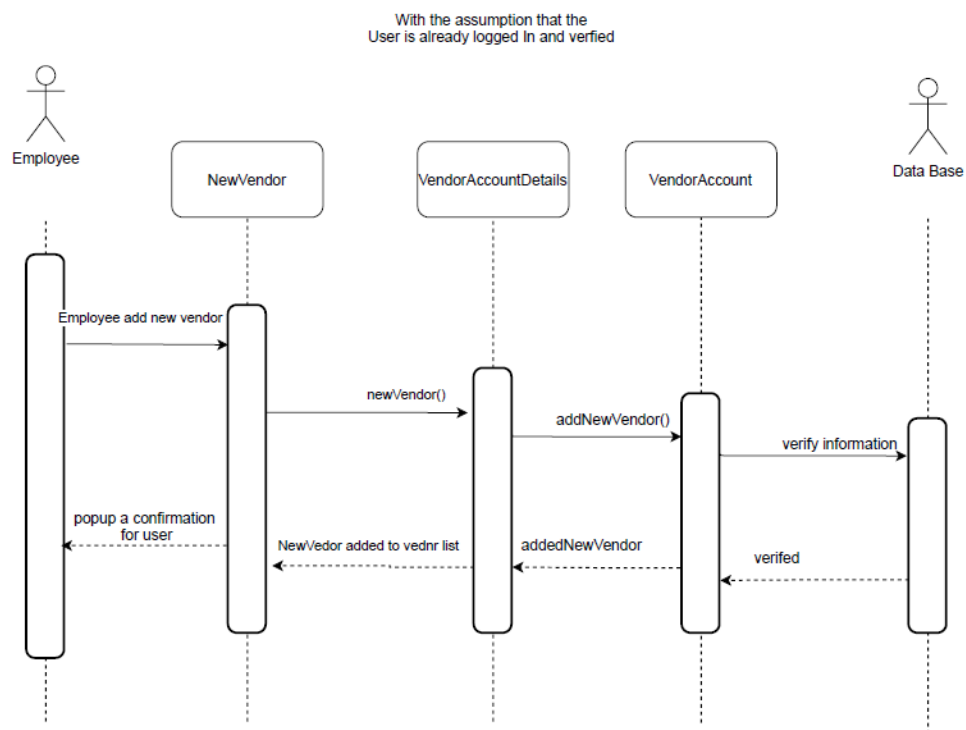 With the assumption that the
User is already logged In and verfied
Employee
NewVendor
VendorAccountDetails
VendorAccount
Data Base
Employee add new vendor
newVendor()
addNewVendor()
verify information
popup a confirmation
for user
NewVedor added to vednr list
addedNewVendor
verifed